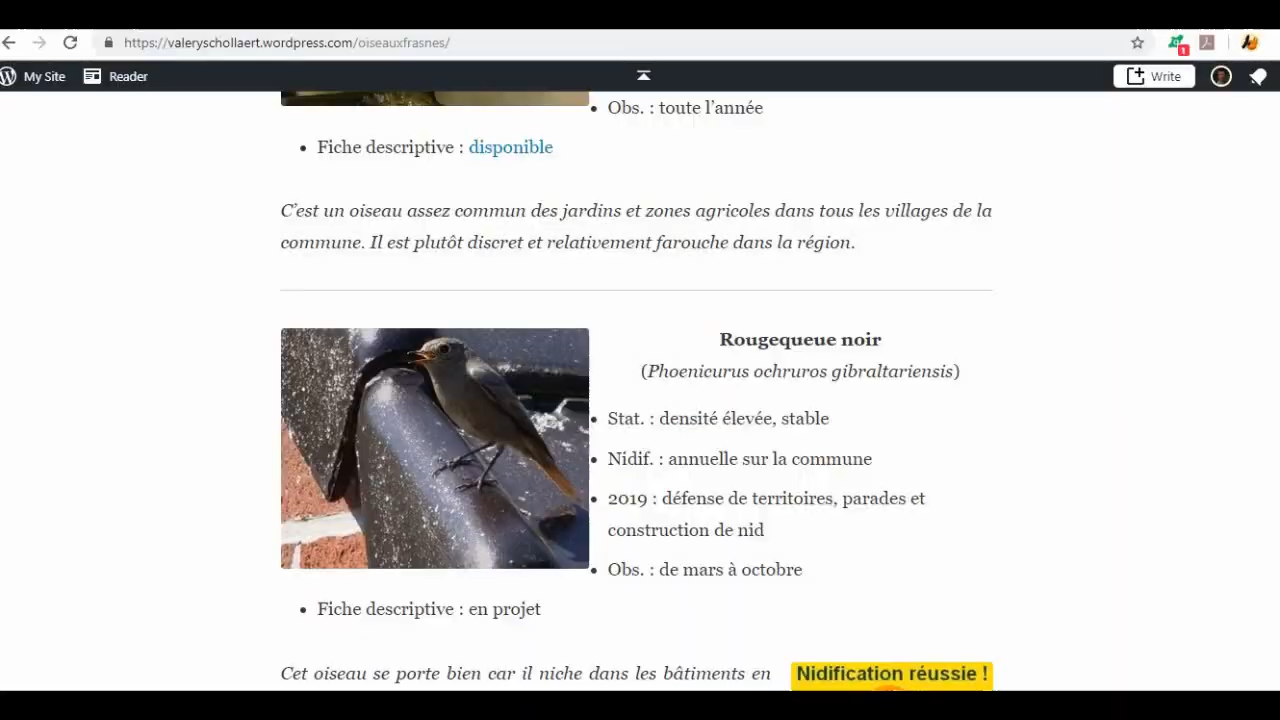 https://valeryschollaert.wordpress.com/oiseauxfrasnes/
1
My Site
Reader
Write
Obs. : toute l'année
Fiche descriptive : disponible
C'est un oiseau assez commun des jardins et zones agricoles dans tous les villages de la
commune. Il est plutôt discret et relativement farouche dans la région.
Rougequeue noir
(Phoenicurus ochruros gibraltariensis)
Stat. : densité élevée, stable
Nidif. : annuelle sur la commune
2019 : défense de territoires, parades et
construction de nid
Obs. : de mars à octobre
Fiche descriptive : en projet
Cet oiseau se porte bien car il niche dans les bâtiments en
Nidification réussie !